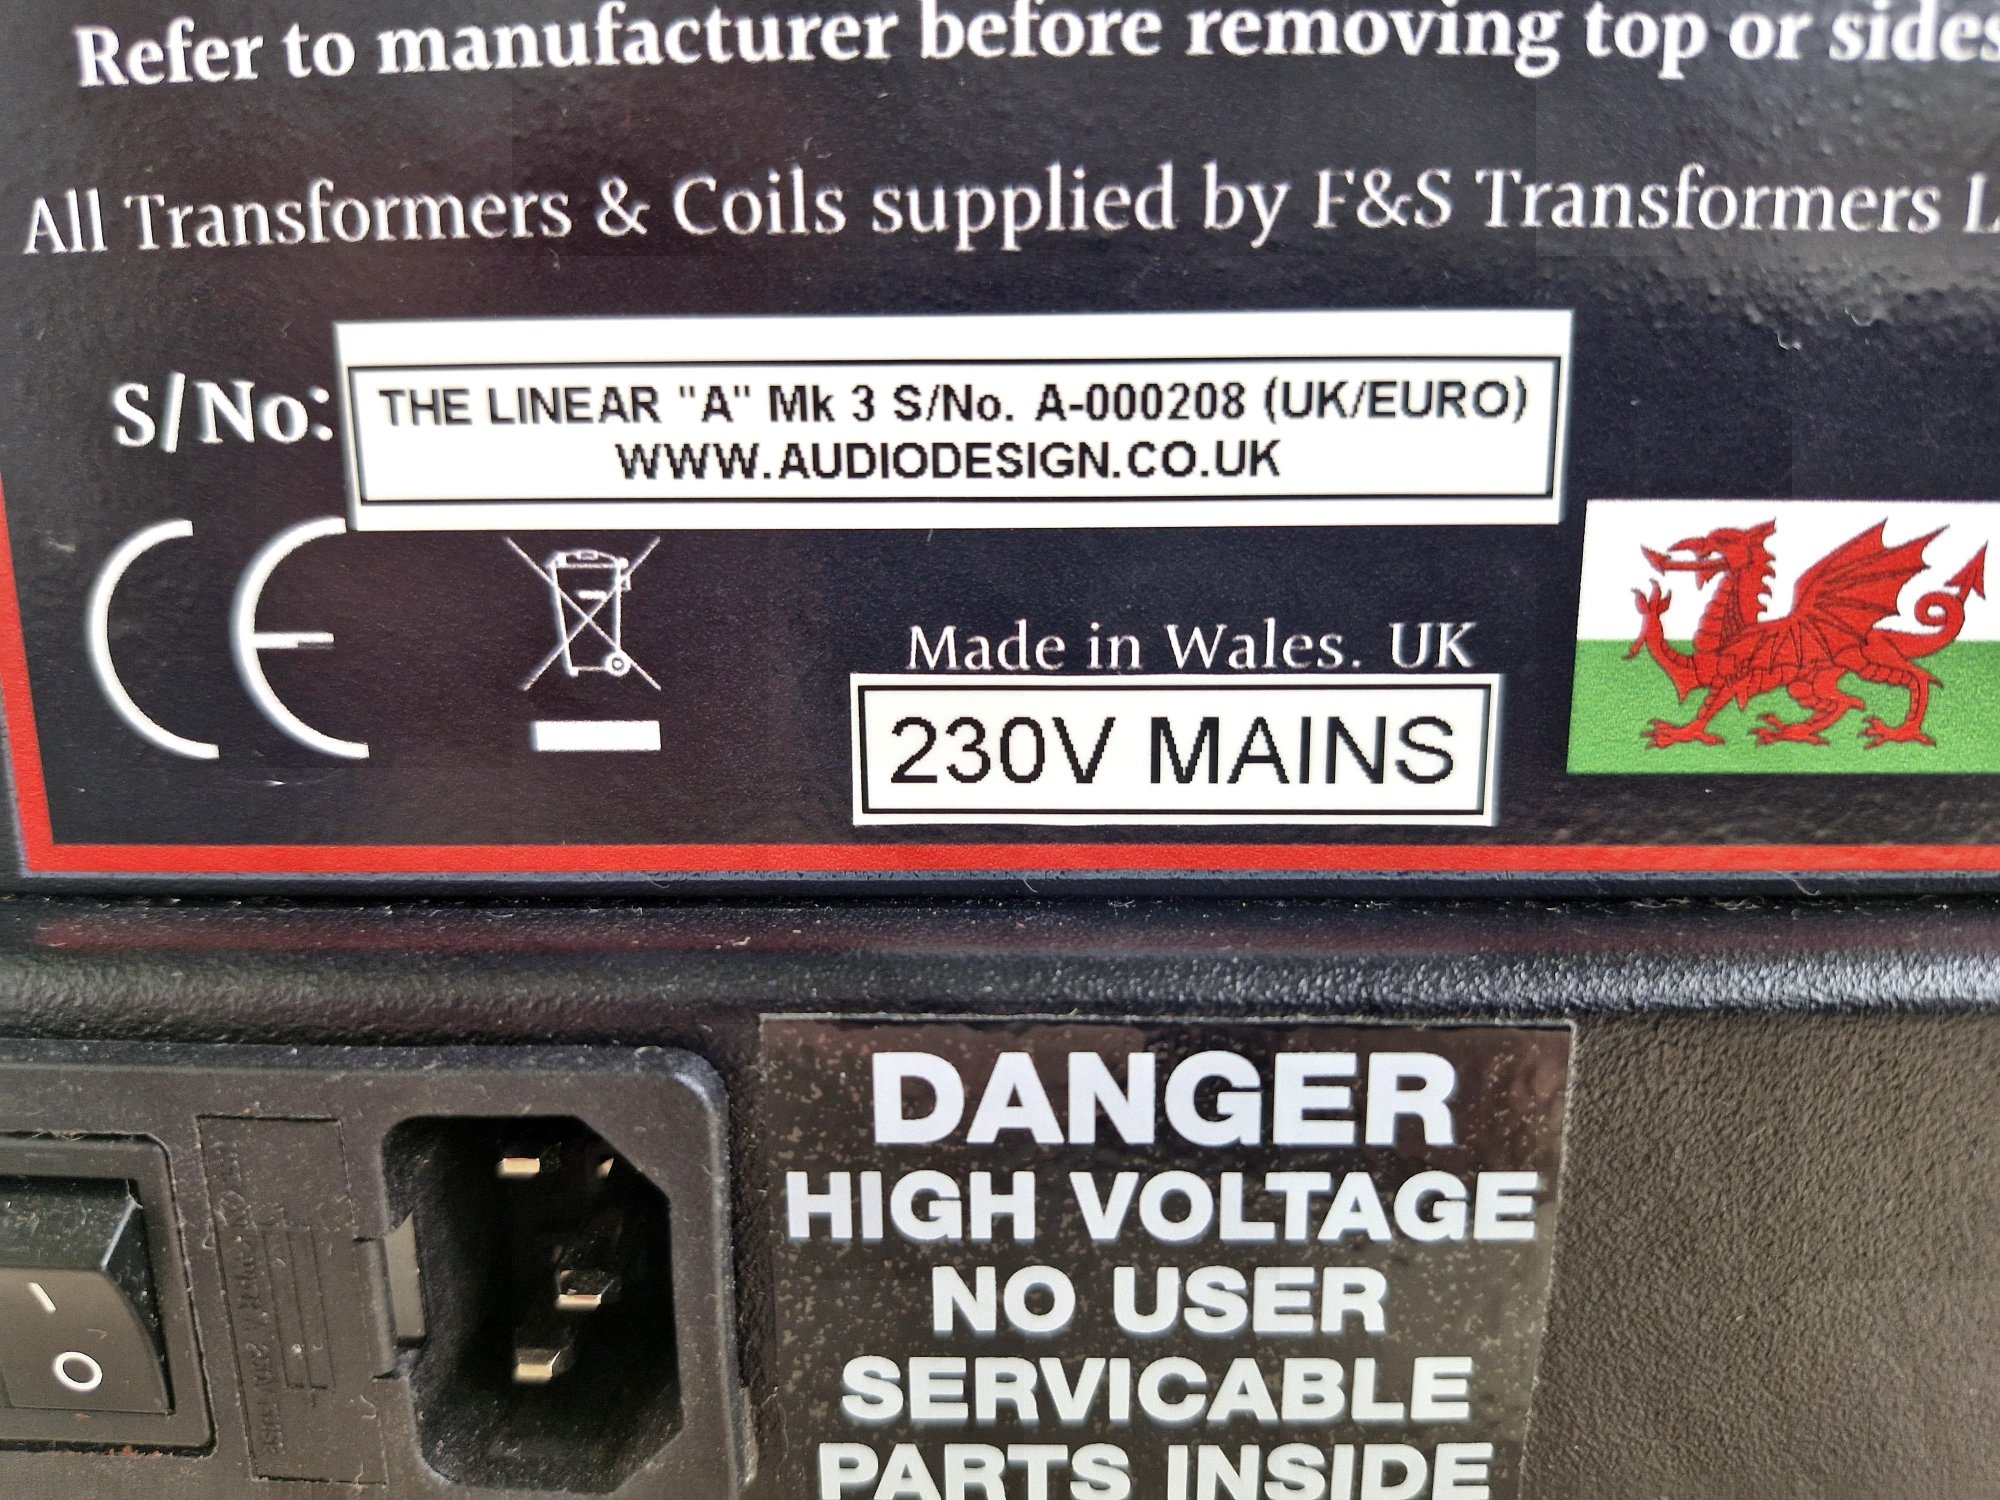 Refer to manufacturer before removing top or sides
All Transformers & Coils supplied by F&S Transformers L
S/No:
THE LINEAR "A" Mk 3 S/No. A-000208 (UK/EURO)
WWW.AUDIODESIGN.CO.UK
CE
Made in Wales. UK
230V MAINS
DANGER
HIGH VOLTAGE
NO USER
SERVICABLE
PARTS INSIDE